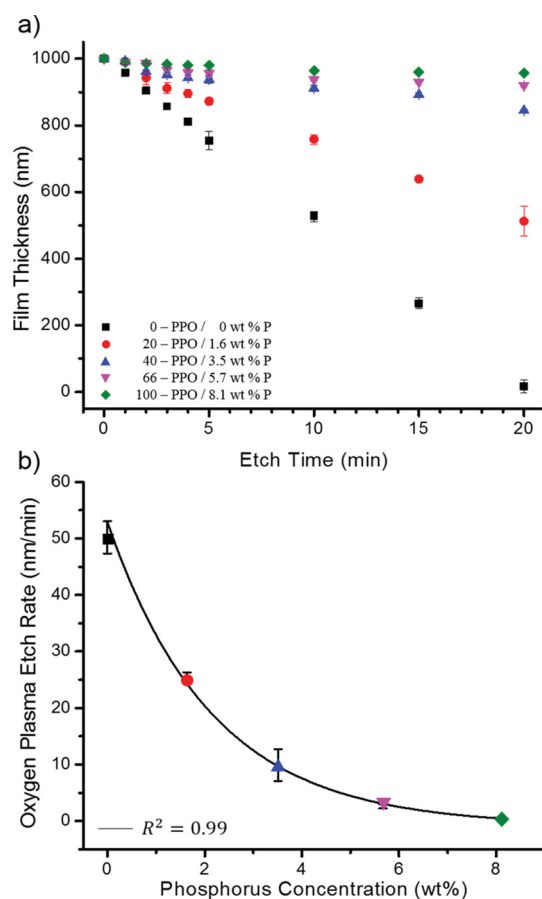 a)
Film Thickness (nm)
1000
800
600
400
200
0
0 – PPO / 0 wt % P
20 – PPO / 1.6 wt % P
40 – PPO / 3.5 wt % P
66 – PPO / 5.7 wt % P
100 – PPO / 8.1 wt % P
0 5 10 15 20
Etch Time (min)
b)
Oxygen Plasma Etch Rate (nm/min)
60
50
40
30
20
10
0
R² = 0.99
0 2 4 6 8
Phosphorus Concentration (wt%)